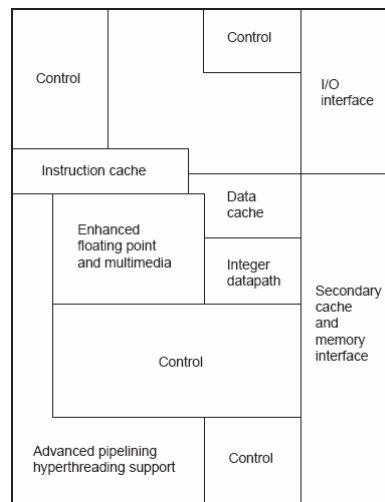 Control
Control
I/O
interface
Instruction cache
Data
cache
Enhanced
floating point
and multimedia
Integer
datapath
Secondary
cache
and
memory
interface
Control
Advanced pipelining
hyperthreading support
Control